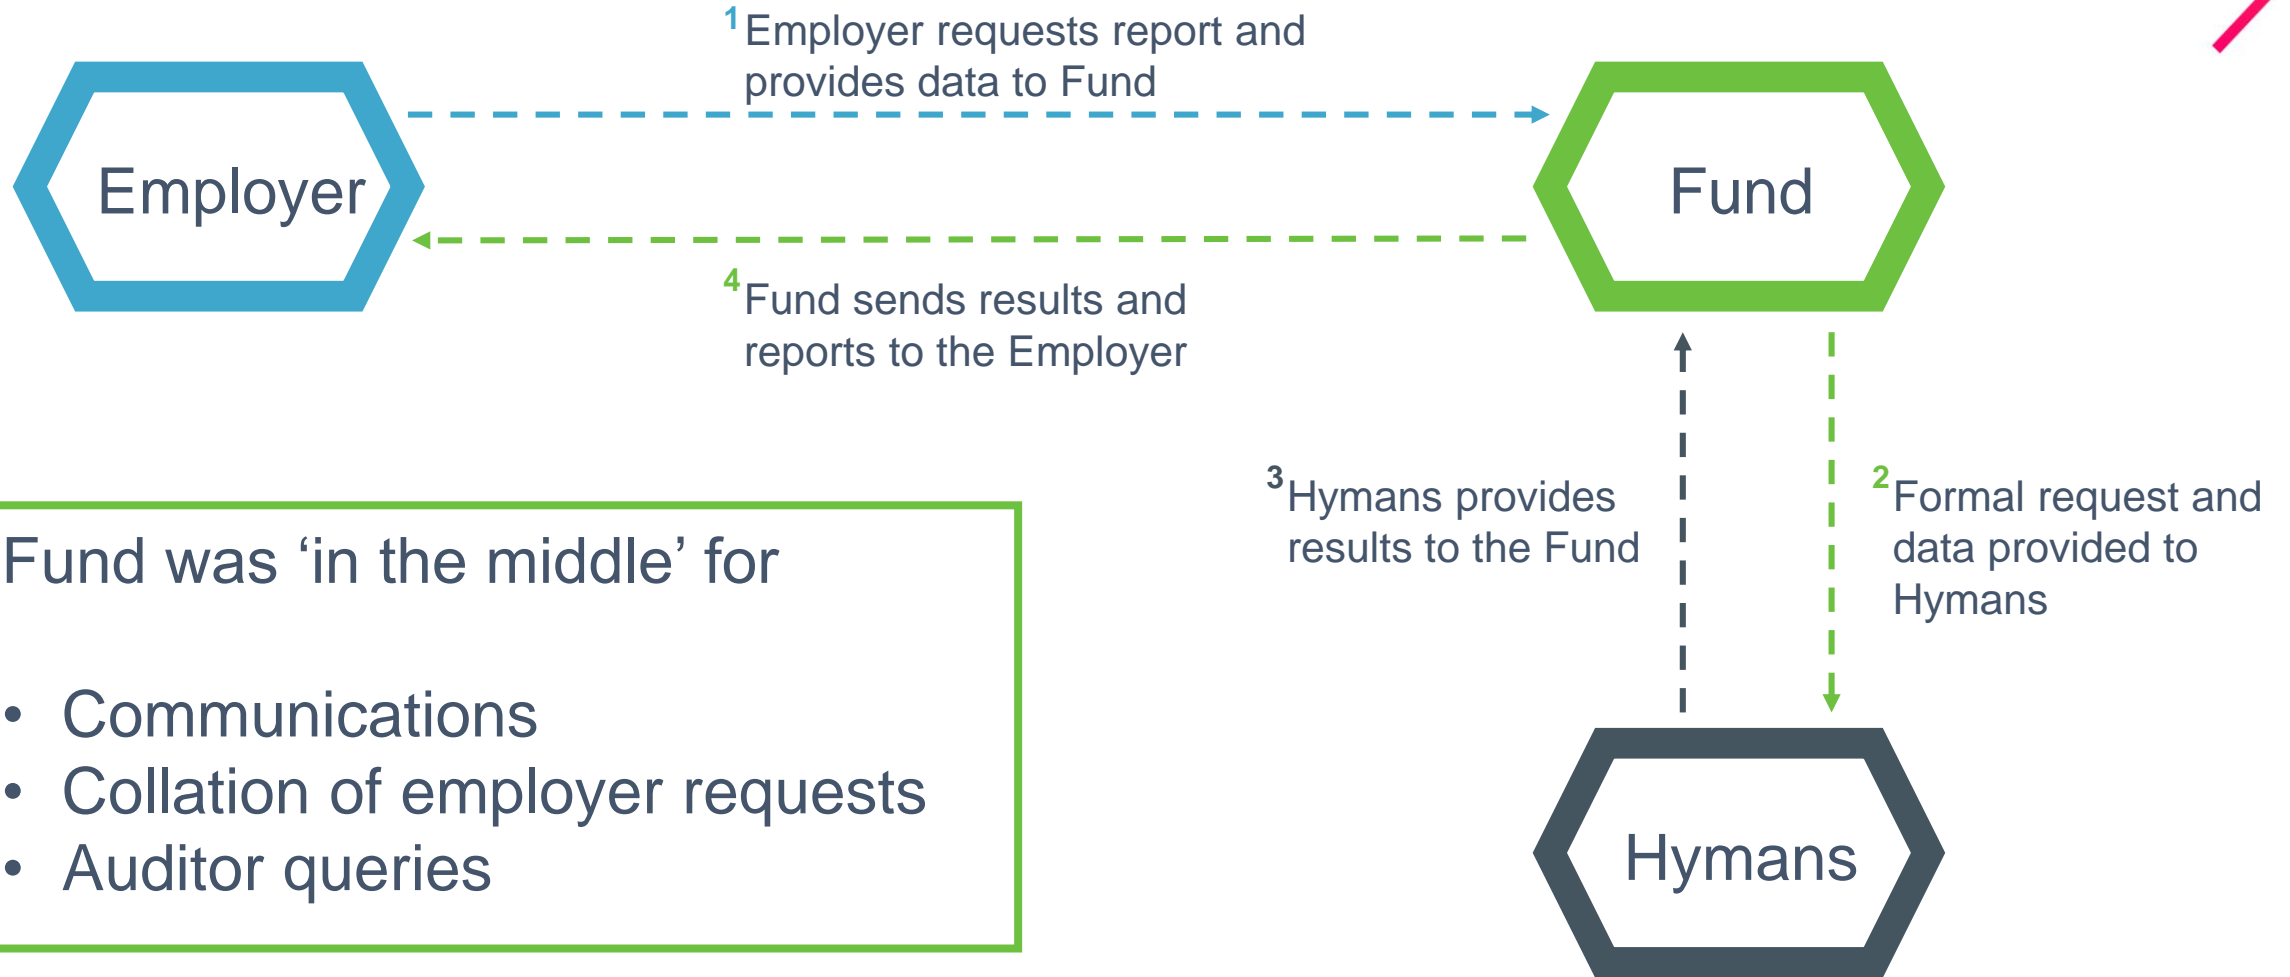 1 Employer requests report and
provides data to Fund
Employer
Fund
4 Fund sends results and
reports to the Employer
3 Hymans provides
results to the Fund
2 Formal request and
data provided to
Hymans
Fund was ‘in the middle’ for
• Communications
• Collation of employer requests
• Auditor queries
Hymans